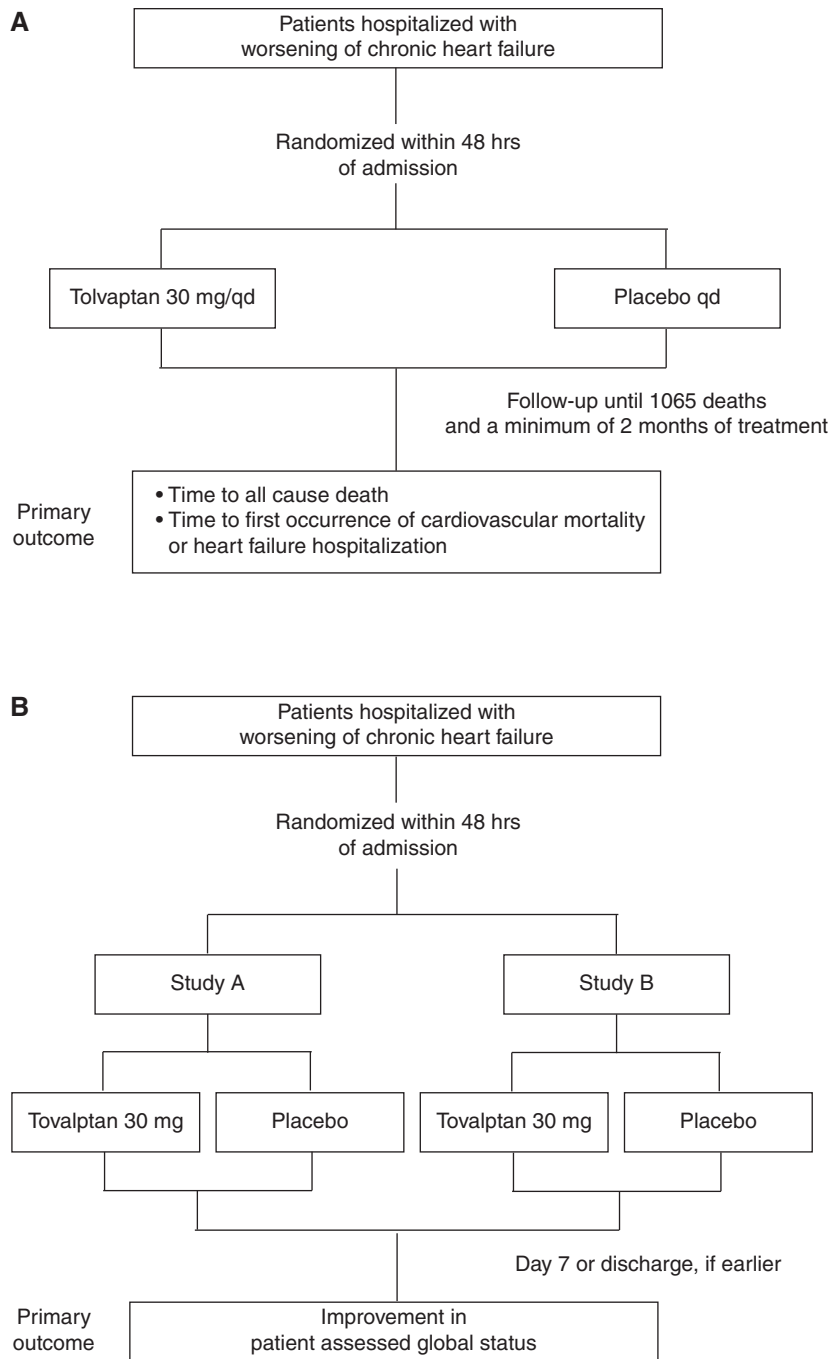 A
Patients hospitalized with
worsening of chronic heart failure
Randomized within 48 hrs
of admission
Tolvaptan 30 mg/qd
Placebo qd
Follow-up until 1065 deaths
and a minimum of 2 months of treatment
Primary
outcome
• Time to all cause death
• Time to first occurrence of cardiovascular mortality
or heart failure hospitalization
B
Patients hospitalized with
worsening of chronic heart failure
Randomized within 48 hrs
of admission
Study A
Study B
Tovalptan 30 mg
Placebo
Tovalptan 30 mg
Placebo
Day 7 or discharge, if earlier
Primary
outcome
Improvement in
patient assessed global status